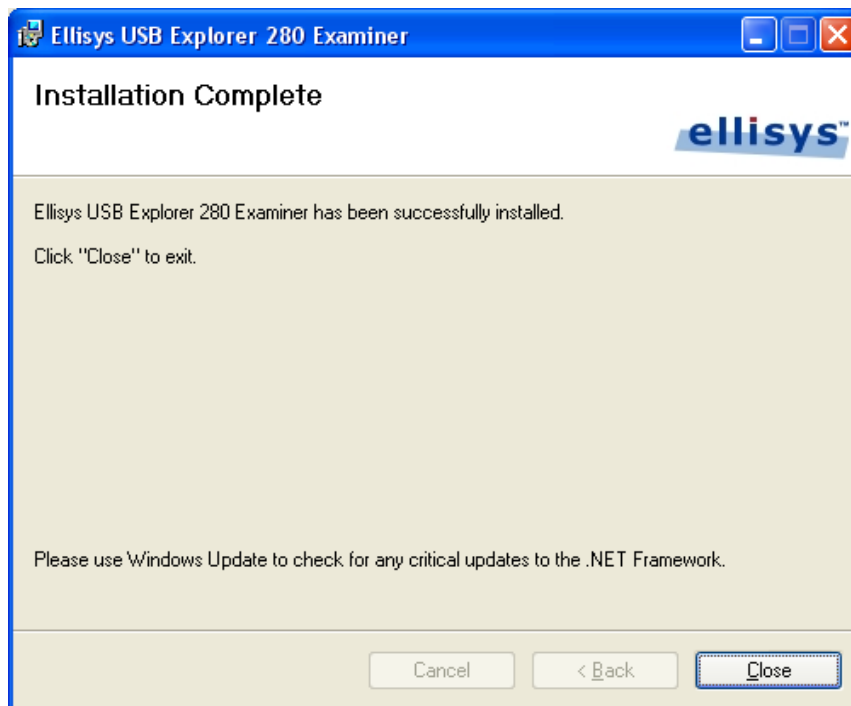 Ellisys USB Explorer 280 Examiner
Installation Complete
ellisys™
Ellisys USB Explorer 280 Examiner has been successfully installed.
Click "Close" to exit.
Please use Windows Update to check for any critical updates to the .NET Framework.
Cancel
< Back
Close